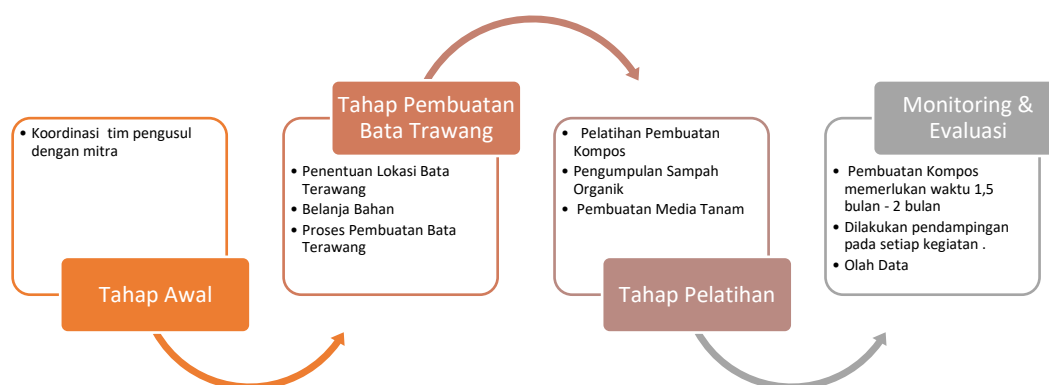 • Koordinasi tim pengusul
dengan mitra
Tahap Awal
Tahap Pembuatan
Bata Trawang
• Penentuan Lokasi Bata
Terawang
• Belanja Bahan
• Proses Pembuatan Bata
Terawang
• Pelatihan Pembuatan
Kompos
• Pengumpulan Sampah
Organik
• Pembuatan Media Tanam
Tahap Pelatihan
Monitoring &
Evaluasi
• Pembuatan Kompos
memerlukan waktu 1,5
bulan - 2 bulan
• Dilakukan pendampingan
pada setiap kegiatan .
• Olah Data